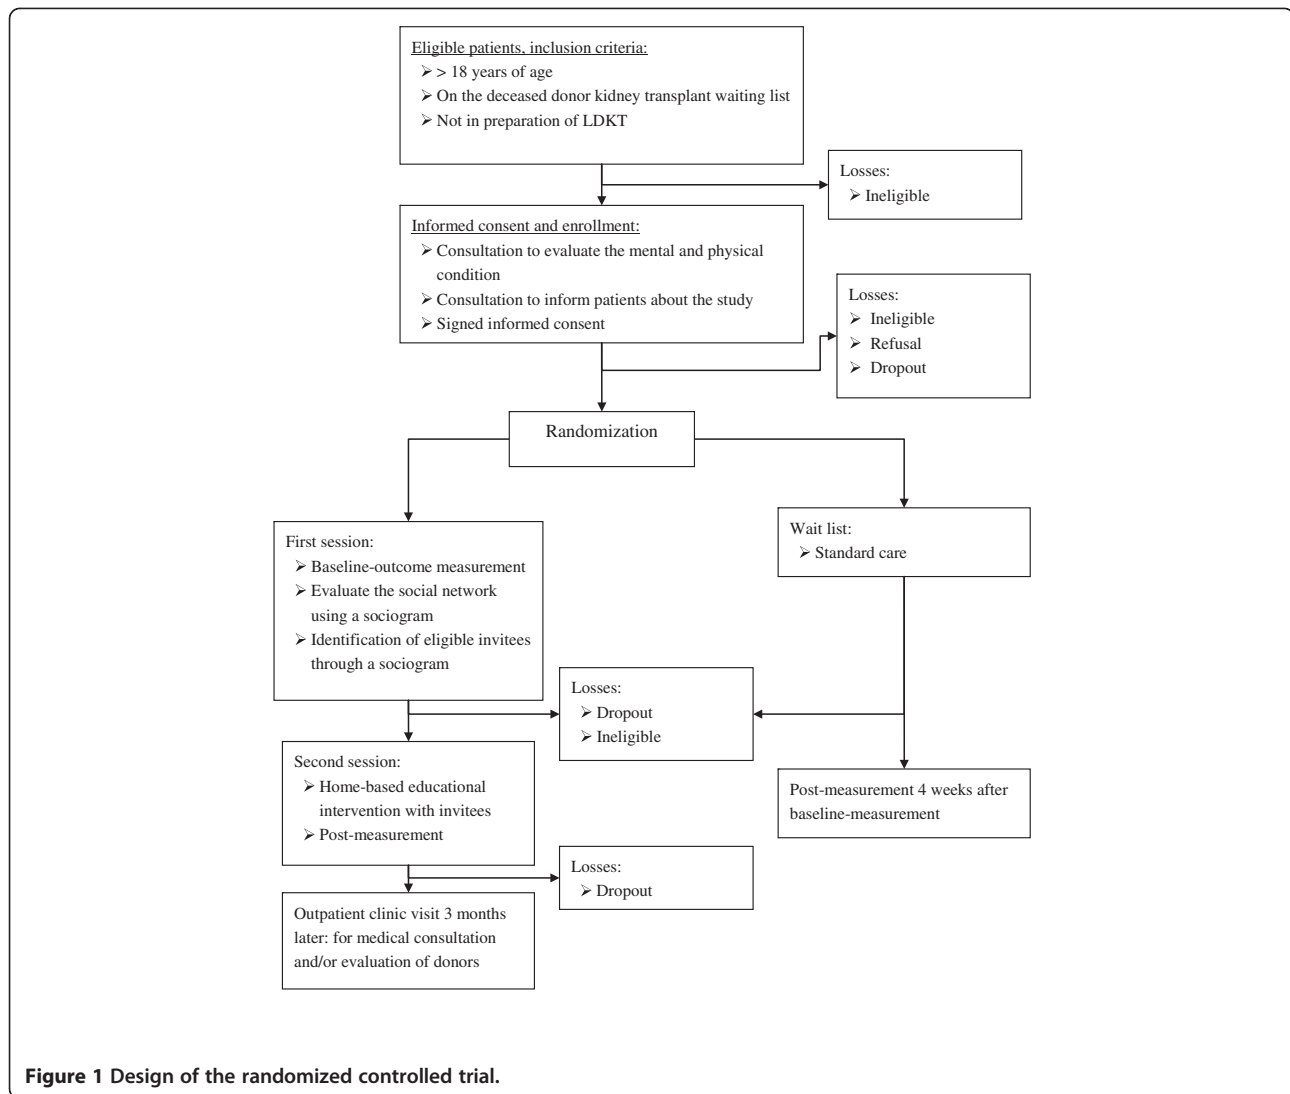 Eligible patients, inclusion criteria:
➢ > 18 years of age
➢ On the deceased donor kidney transplant waiting list
➢ Not in preparation of LDKT
Losses:
➢ Ineligible
Informed consent and enrollment:
➢ Consultation to evaluate the mental and physical
condition
➢ Consultation to inform patients about the study
➢ Signed informed consent
Losses:
➢ Ineligible
➢ Refusal
➢ Dropout
Randomization
First session:
➢ Baseline-outcome measurement
➢ Evaluate the social network
using a sociogram
➢ Identification of eligible invitees
through a sociogram
Wait list:
➢ Standard care
Losses:
➢ Dropout
➢ Ineligible
Second session:
➢ Home-based educational
intervention with invitees
➢ Post-measurement
Post-measurement 4 weeks after
baseline-measurement
Losses:
➢ Dropout
Outpatient clinic visit 3 months
later: for medical consultation
and/or evaluation of donors
Figure 1 Design of the randomized controlled trial.